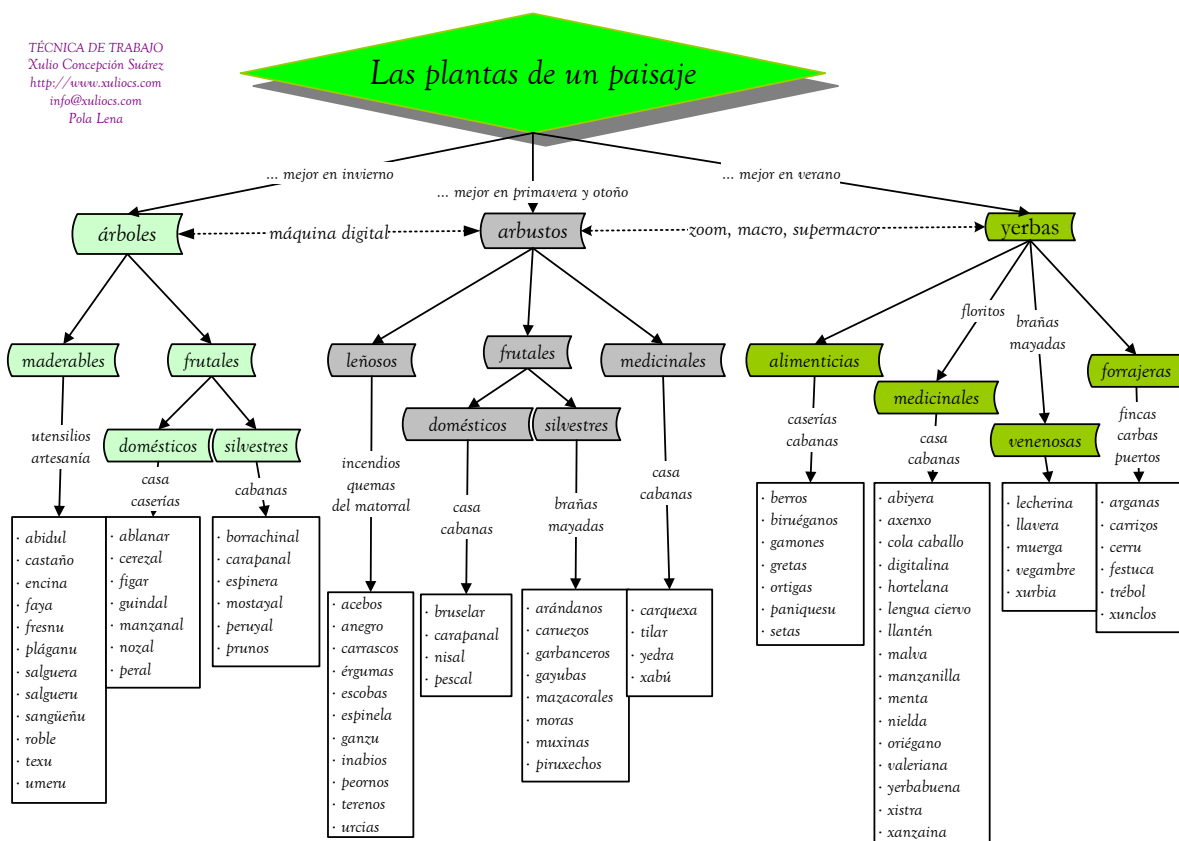 TÉCNICA DE TRABAJO
Xulio Concepción Suárez
http://www.xuliocs.com
info@xuliocs.com
Pola Lena
Las plantas de un paisaje
... mejor en invierno
... mejor en primavera y otoño
... mejor en verano
árboles
máquina digital
arbustos
zoom, macro, supermacro
yerbas
maderables
frutales
leñosos
frutales
medicinales
alimenticias
floritos
medicinales
brañas
mayadas
venenosas
forrajeras
utensilios
artesanía
domésticos
silvestres
casa
caserías
cabanas
incendios
quemas
del matorral
domésticos
silvestres
casa
cabanas
brañas
mayadas
casa
cabanas
caserías
cabanas
casa
cabanas
fincas
carbas
puertos
· abidul
· castaño
· encina
· faya
· fresnu
· pláganu
· salguera
· salgueru
· sangüeñu
· roble
· texu
· umeru
· ablanar
· cerezal
· figar
· guindal
· manzanal
· nozal
· peral
· borrachinal
· carapanal
· espinera
· mostayal
· peruyal
· prunos
· acebos
· anegro
· carrascos
· érgumas
· escobas
· espinela
· ganzu
· inabios
· peornos
· terenos
· urcias
· bruselar
· carapanal
· nisal
· pescal
· arándanos
· caruezos
· garbanceros
· gayubas
· mazacorales
· moras
· muxinas
· piruxechos
· carquexa
· tilar
· yedra
· xabú
· berros
· biruéganos
· gamones
· gretas
· ortigas
· paniquesu
· setas
· abiyera
· axenxo
· cola caballo
· digitalina
· hortelana
· lengua ciervo
· llantén
· malva
· manzanilla
· menta
· nielda
· oriégano
· valeriana
· yerbabuena
· xistra
· xanzaina
· lecherina
· llavera
· muerga
· vegambre
· xurbia
· arganas
· carrizos
· cerru
· festuca
· trébol
· xunclos